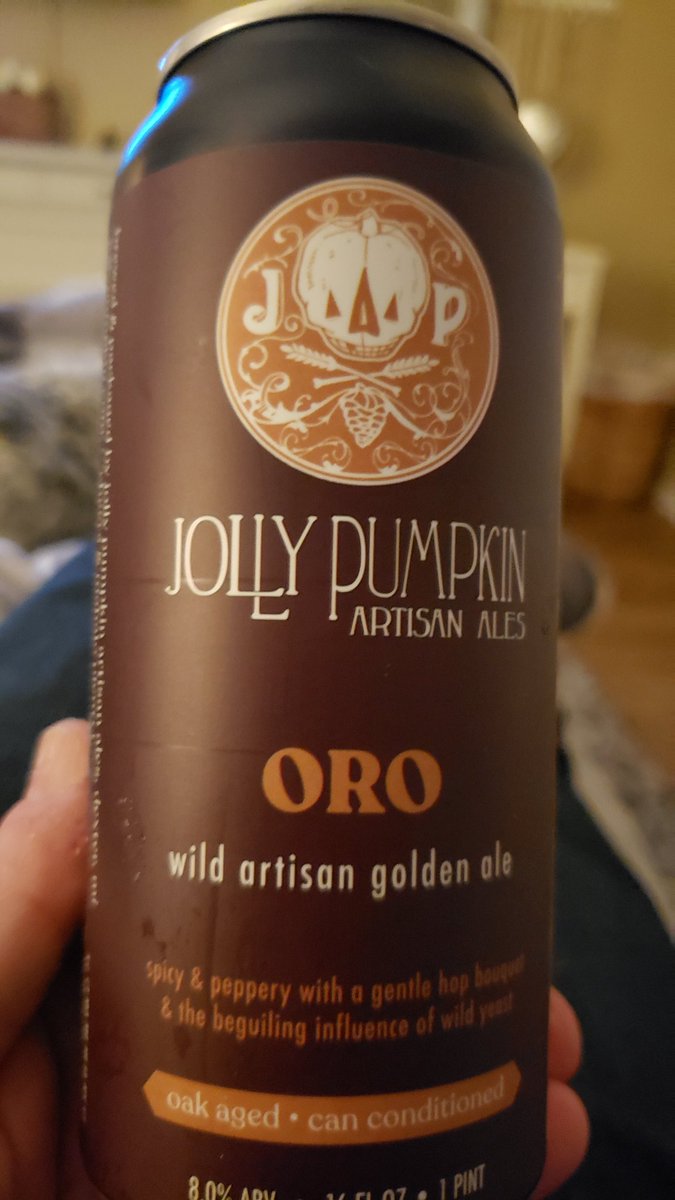 J P
JOLLY PUMPKIN
ARTISAN ALES
ORO
wild artisan golden ale
spicy & peppery with a gentle hop bouquet
& the beguiling influence of wild yeast
oak aged • can conditioned
8.0% ABV 16 FL OZ • 1 PINT